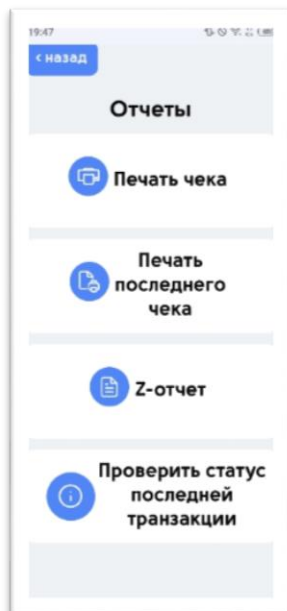 19:47
< назад
Отчеты
Печать чека
Печать
последнего
чека
Z-отчет
Проверить статус
последней
транзакции